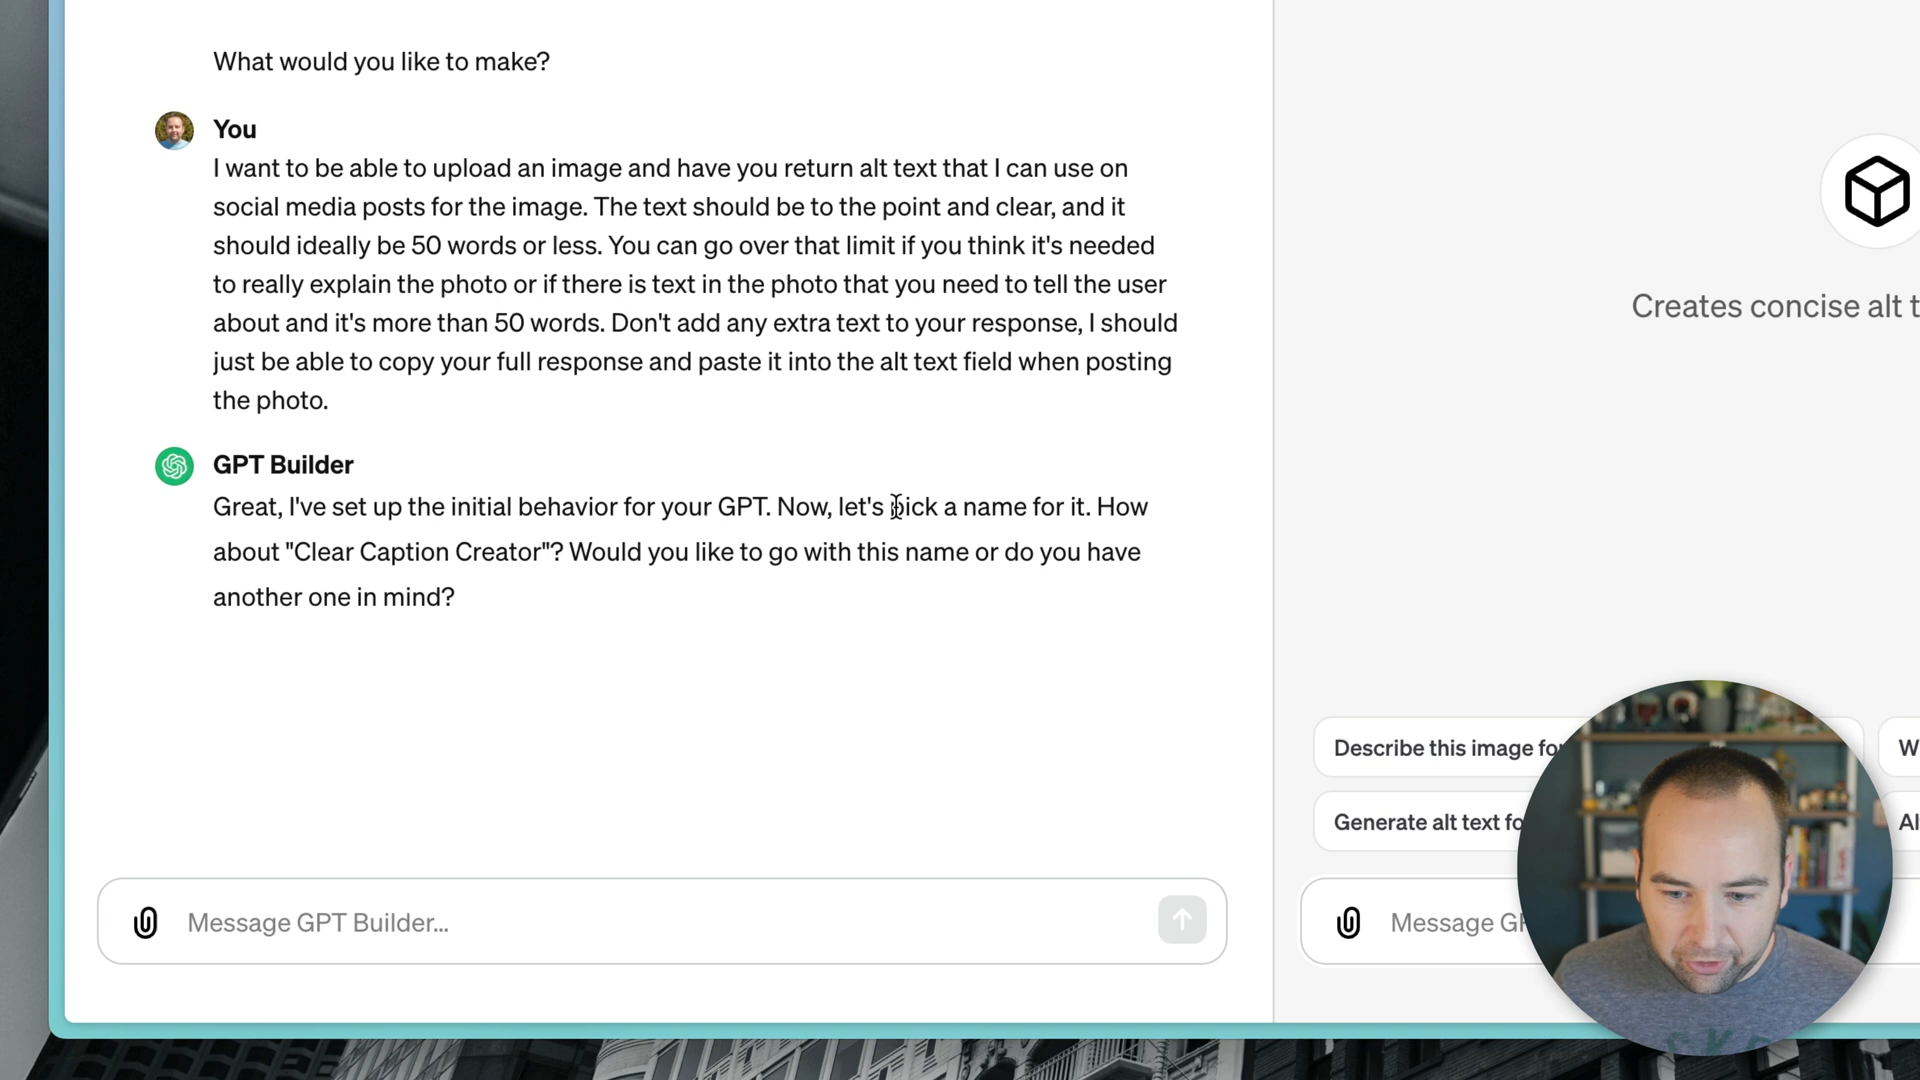 What would you like to make?
You
I want to be able to upload an image and have you return alt text that I can use on
social media posts for the image. The text should be to the point and clear, and it
should ideally be 50 words or less. You can go over that limit if you think it's needed
to really explain the photo or if there is text in the photo that you need to tell the user
about and it's more than 50 words. Don't add any extra text to your response, I should
just be able to copy your full response and paste it into the alt text field when posting
the photo.
GPT Builder
Great, I've set up the initial behavior for your GPT. Now, let's pick a name for it. How
about "Clear Caption Creator"? Would you like to go with this name or do you have
another one in mind?
Message GPT Builder...
Creates concise alt
Describe this image
Generate alt text
Message